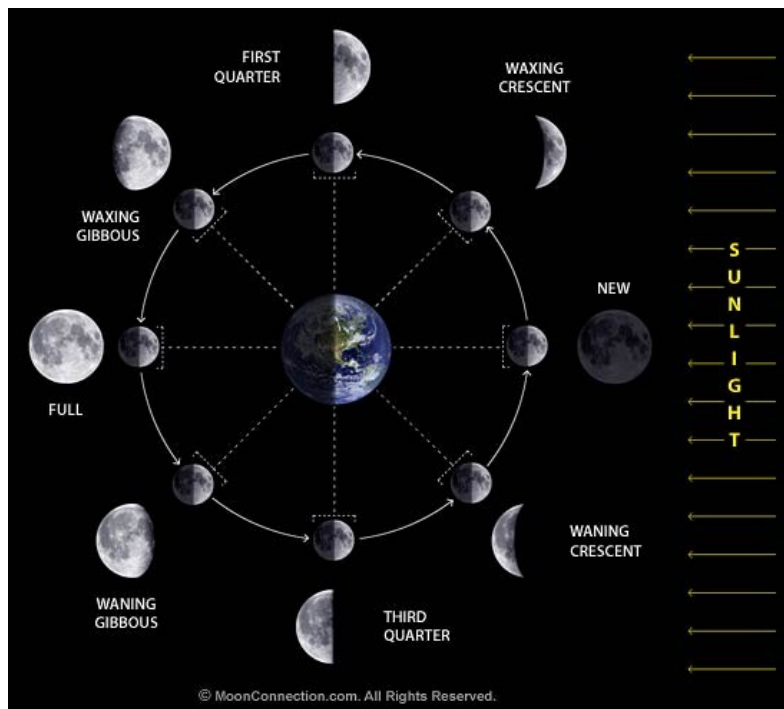 FIRST
QUARTER
WAXING
CRESCENT
WAXING
GIBBOUS
NEW
SUNLIGHT
FULL
WANING
GIBBOUS
THIRD
QUARTER
WANING
CRESCENT
© MoonConnection.com. All Rights Reserved.